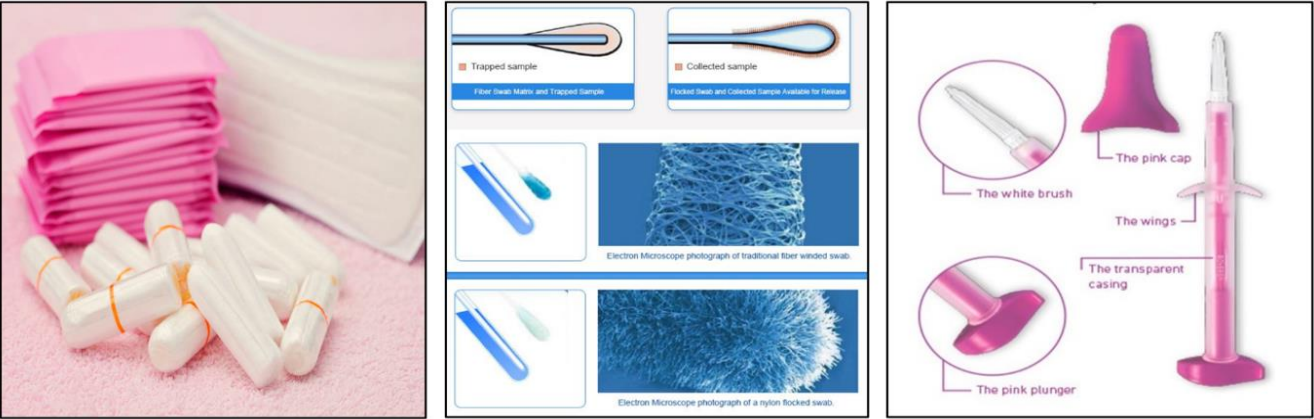 Trapped sample
Collected sample
Fiber Swab Matrix and Trapped Sample
Flocked Swab and Collected Sample Available for Release
Electron Microscope photograph of traditional fiber winded swab.
Electron Microscope photograph of a nylon flocked swab.
The pink cap
The white brush
The wings
The transparent
casing
The pink plunger